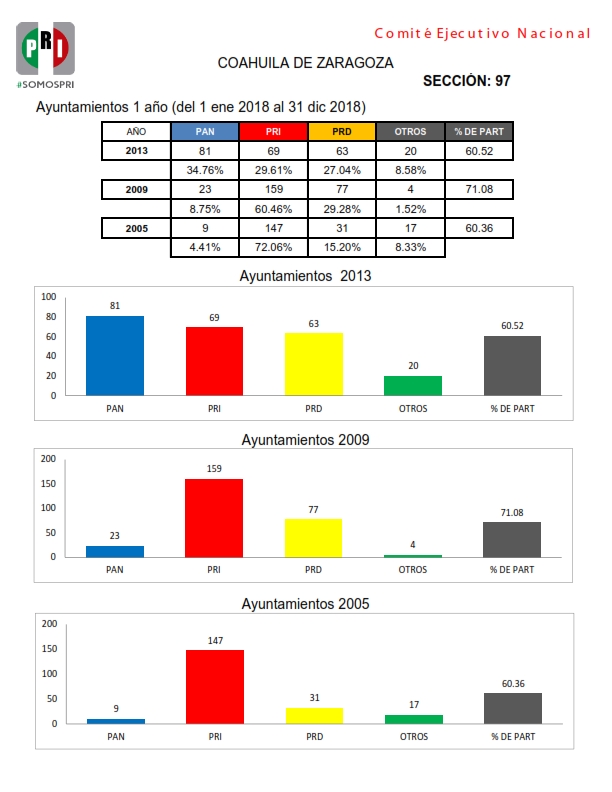 Comité Ejecutivo Nacional
PRI
#SOMOSPRI
COAHUILA DE ZARAGOZA
SECCIÒN: 97
Ayuntamientos 1 año (del 1 ene 2018 al 31 dic 2018)
AÑO PAN PRI PRD OTROS % DE PART
2013 81 69 63 20 60.52
34.76% 29.61% 27.04% 8.58%
2009 23 159 77 4 71.08
8.75% 60.46% 29.28% 1.52%
2005 9 147 31 17 60.36
4.41% 72.06% 15.20% 8.33%
Ayuntamientos 2013
100
80
60
40
20
0
81 69 63 20 60.52
PAN PRI PRD OTROS % DE PART
Ayuntamientos 2009
200
150
100
50
0
23 159 77 4 71.08
PAN PRI PRD OTROS % DE PART
Ayuntamientos 2005
200
150
100
50
0
9 147 31 17 60.36
PAN PRI PRD OTROS % DE PART